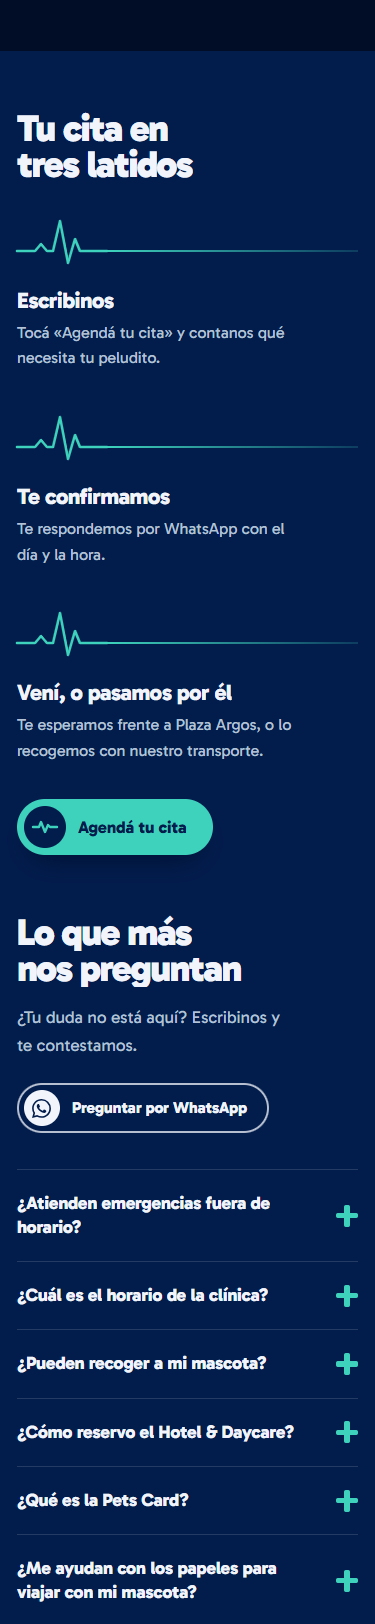 Tu cita en
tres latidos
Escribinos
Tocá «Agendá tu cita» y contanos qué
necesita tu peludito.
Te confirmamos
Te respondemos por WhatsApp con el
día y la hora.
Vení, o pasamos por él
Te esperamos frente a Plaza Argos, o lo
recogemos con nuestro transporte.
Agendá tu cita
Lo que más
nos preguntan
¿Tu duda no está aquí? Escribinos y
te contestamos.
Preguntar por WhatsApp
¿Atienden emergencias fuera de
horario?
¿Cuál es el horario de la clínica?
¿Pueden recoger a mi mascota?
¿Cómo reservo el Hotel & Daycare?
¿Qué es la Pets Card?
¿Me ayudan con los papeles para
viajar con mi mascota?